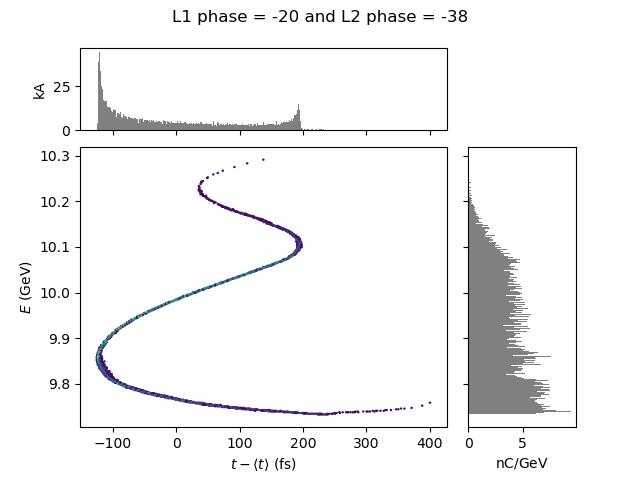 L1 phase = -20 and L2 phase = -38
kA
25
0
10.3
10.2
10.1
10.0
9.9
9.8
E (GeV)
−100 0 100 200 300 400
t − ⟨t⟩ (fs)
0 5
nC/GeV